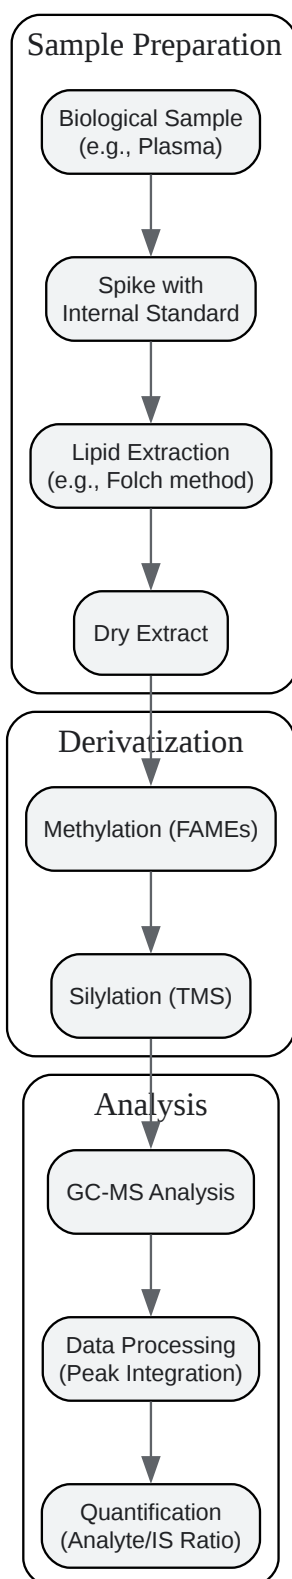 Sample Preparation
Biological Sample
(e.g., Plasma)
Spike with
Internal Standard
Lipid Extraction
(e.g., Folch method)
Dry Extract
Derivatization
Methylation (FAMEs)
Silylation (TMS)
Analysis
GC-MS Analysis
Data Processing
(Peak Integration)
Quantification
(Analyte/IS Ratio)